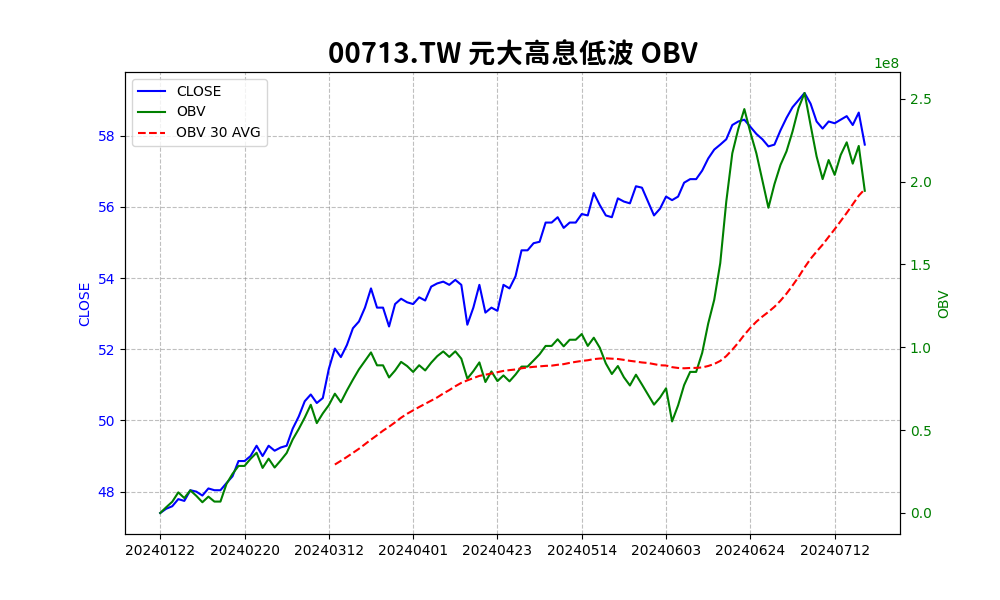 00713.TW 元大高息低波 OBV
1e8
CLOSE
OBV
OBV 30 AVG
58
56
54
52
50
48
CLOSE
2.5
2.0
1.5
1.0
0.5
0.0
OBV
20240122 20240220 20240312 20240401 20240423 20240514 20240603 20240624 20240712